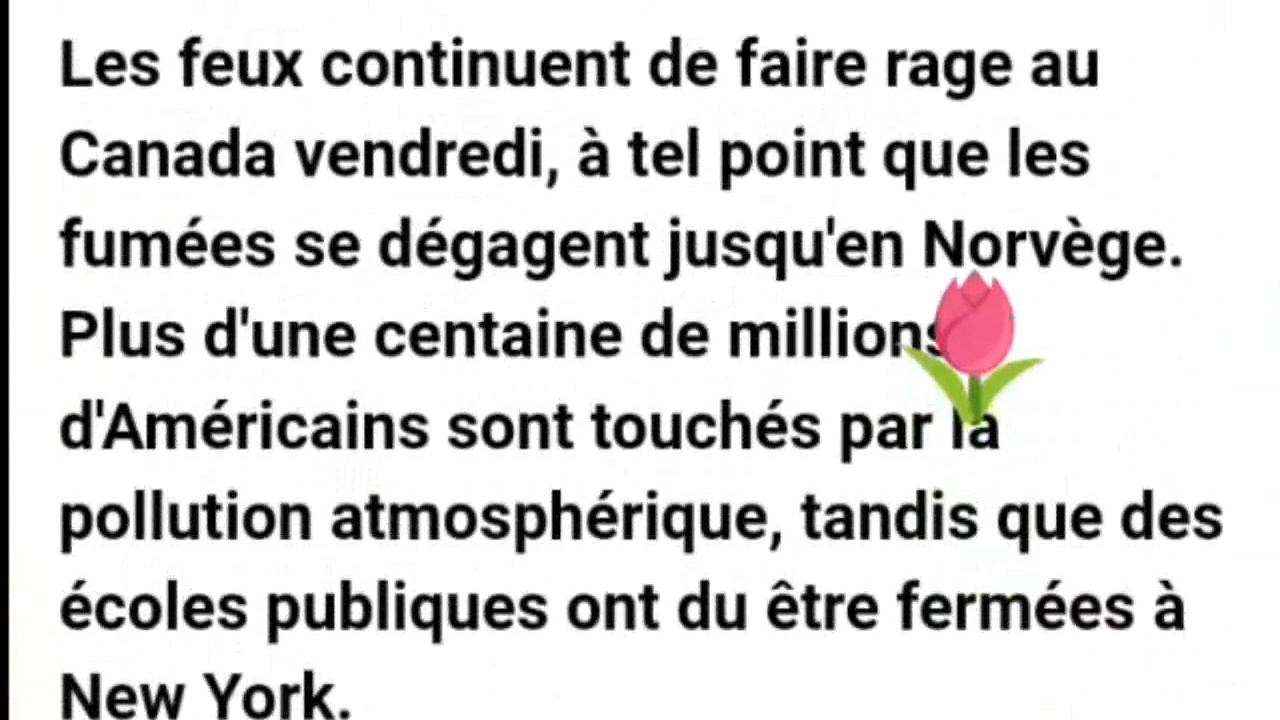 Les feux continuent de faire rage au
Canada vendredi, à tel point que les
fumées se dégagent jusqu'en Norvège.
Plus d'une centaine de millions
d'Américains sont touchés par la
pollution atmosphérique, tandis que des
écoles publiques ont du être fermées à
New York.